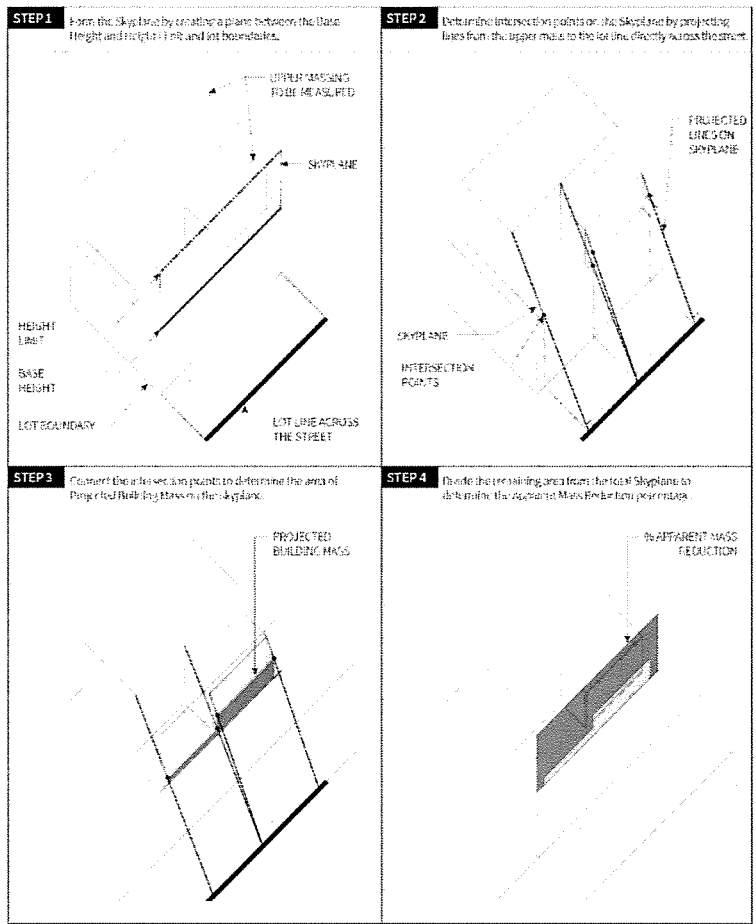 STEP 1
Form the Skyplane by creating a plane between the Base
Height and Height Limit and lot boundaries.
UPPER MASSING
TO BE MEASURED
SKYPLANE
HEIGHT
LIMIT
BASE
HEIGHT
LOT BOUNDARY
LOT LINE ACROSS
THE STREET
STEP 2
Determine intersection points on the Skyplane by projecting
lines from the upper mass to the lot line directly across the street.
PROJECTED
LINES ON
SKYPLANE
SKYPLANE
INTERSECTION
POINTS
STEP 3
Connect the intersection points to determine the area of
Projected Building Mass on the skyplane.
PROJECTED
BUILDING MASS
STEP 4
Divide the remaining area from the total Skyplane to
determine the Apparent Mass Reduction percentage.
% APPARENT MASS
REDUCTION